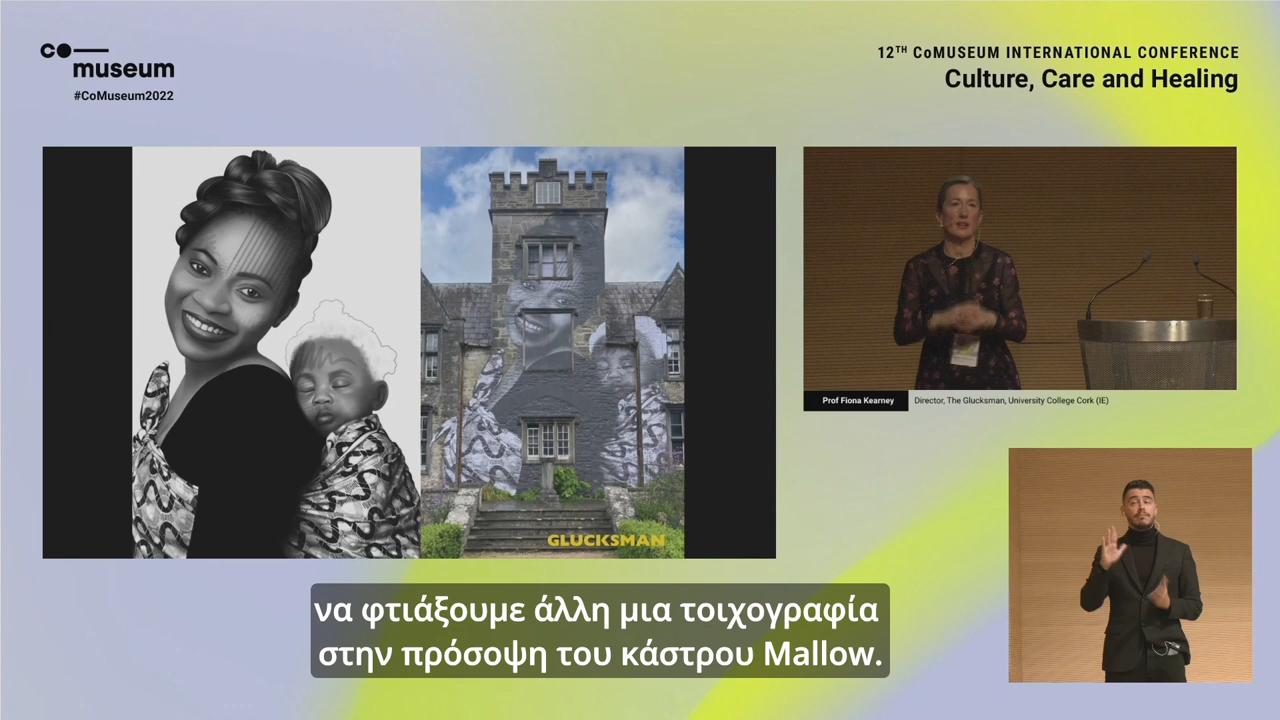 co museum
#CoMuseum2022
12TH CoMUSEUM INTERNATIONAL CONFERENCE
Culture, Care and Healing
GLUCKSMAN
Prof Fiona Kearney
Director, The Glucksman, University College Cork (IE)
να φτιάξουμε άλλη μια τοιχογραφία
στην πρόσοψη του κάστρου Mallow.